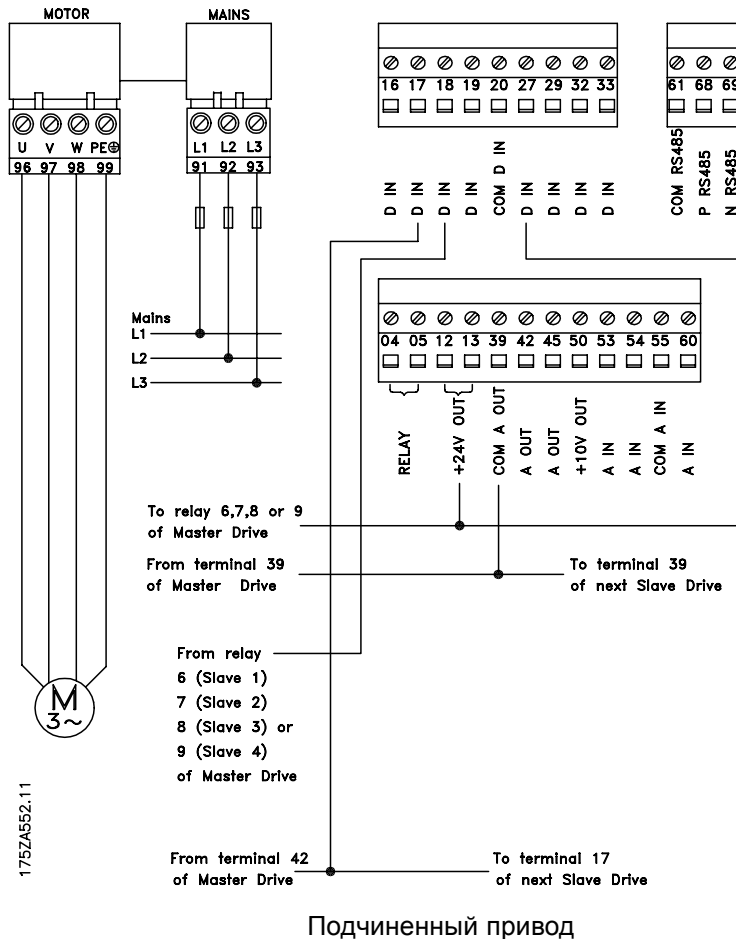 MOTOR
MAINS
16 17 18 19 20 27 29 32 33
61 68 69
U V W PE
96 97 98 99
L1 L2 L3
91 92 93
D IN
D IN
D IN
D IN
COM D IN
D IN
D IN
D IN
D IN
COM RS485
P RS485
N RS485
Mains
L1
L2
L3
04 05 12 13 39 42 45 50 53 54 55 60
RELAY
+24V OUT
COM A OUT
A OUT
A OUT
+10V OUT
A IN
A IN
COM A IN
A IN
To relay 6,7,8 or 9
of Master Drive
From terminal 39
of Master Drive
To terminal 39
of next Slave Drive
From relay
6 (Slave 1)
7 (Slave 2)
8 (Slave 3) or
9 (Slave 4)
of Master Drive
M
3~
175ZA552.11
From terminal 42
of Master Drive
To terminal 17
of next Slave Drive
Подчиненный привод